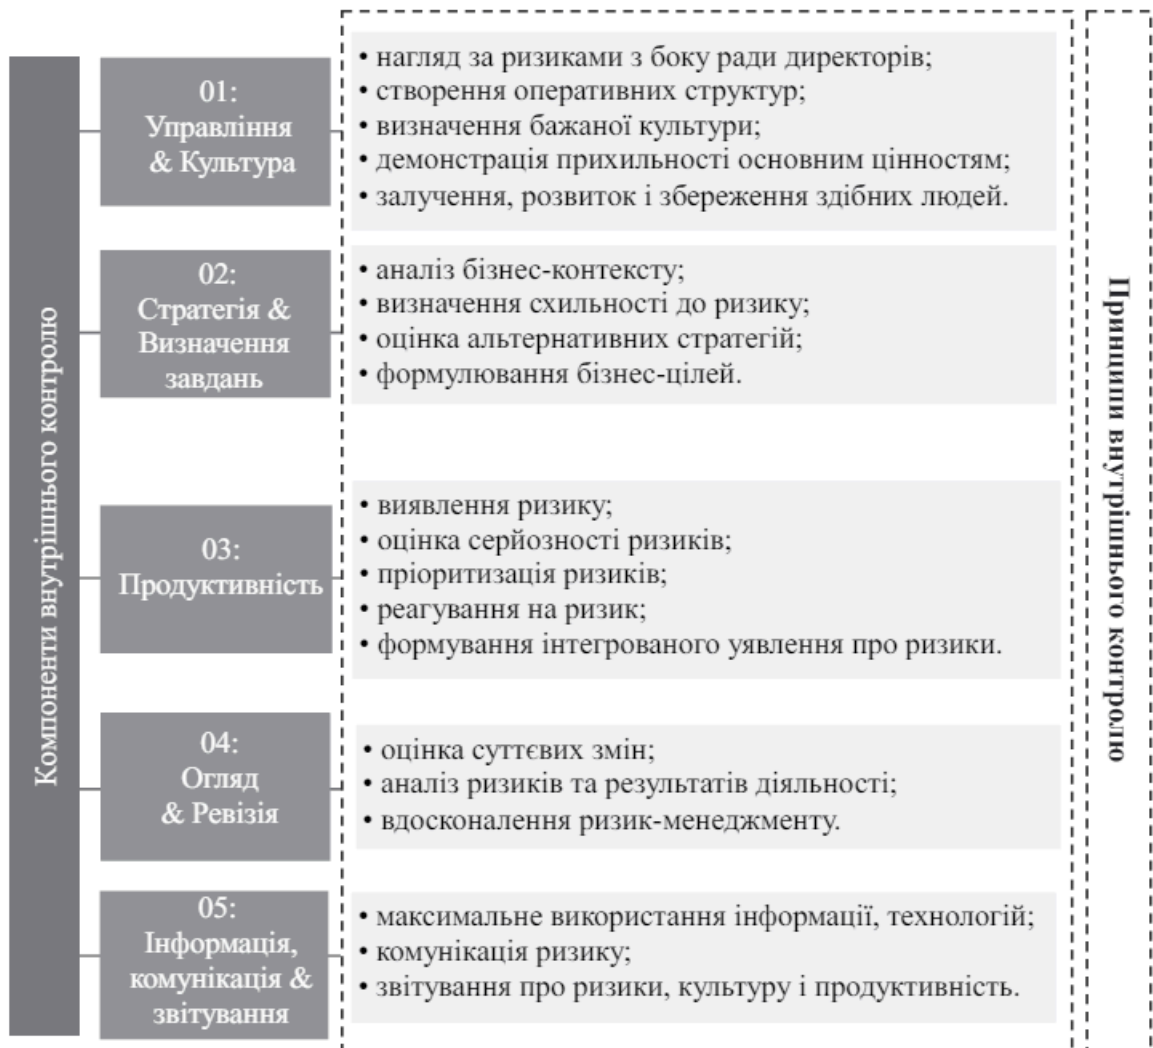 Компоненти внутрішнього контролю
01:
Управління
& Культура
• нагляд за ризиками з боку ради директорів;
• створення оперативних структур;
• визначення бажаної культури;
• демонстрація прихильності основним цінностям;
• залучення, розвиток і збереження здібних людей.
02:
Стратегія &
Визначення
завдань
• аналіз бізнес-контексту;
• визначення схильності до ризику;
• оцінка альтернативних стратегій;
• формулювання бізнес-цілей.
03:
Продуктивність
• виявлення ризику;
• оцінка серйозності ризиків;
• пріоритизація ризиків;
• реагування на ризик;
• формування інтегрованого уявлення про ризики.
04:
Огляд
& Ревізія
• оцінка суттєвих змін;
• аналіз ризиків та результатів діяльності;
• вдосконалення ризик-менеджменту.
05:
Інформація,
комунікація &
звітування
• максимальне використання інформації, технологій;
• комунікація ризику;
• звітування про ризики, культуру і продуктивність.
Принципи внутрішнього контролю